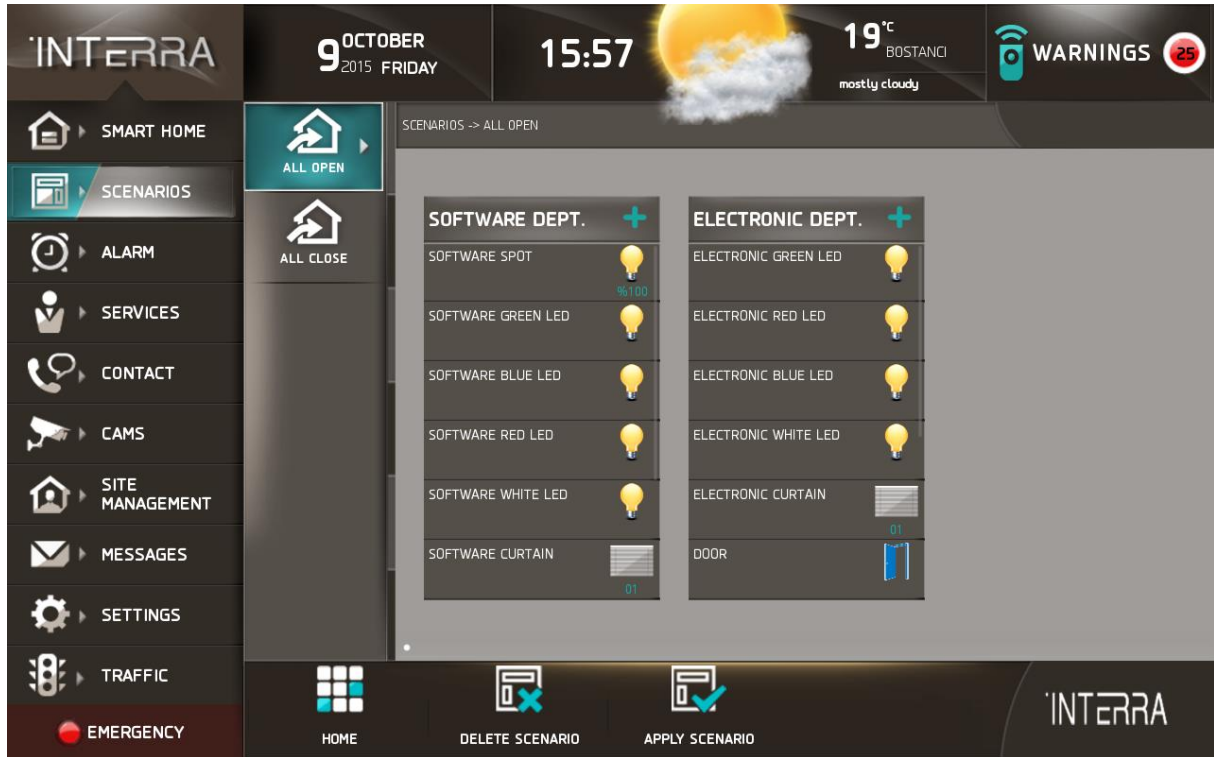 INTERRA
9 OCTOBER
2015 FRIDAY
15:57
19°C
BOSTANCI
mostly cloudy
WARNINGS 25
SMART HOME
SCENARIOS
ALARM
SERVICES
CONTACT
CAMS
SITE
MANAGEMENT
MESSAGES
SETTINGS
TRAFFIC
EMERGENCY
ALL OPEN
ALL CLOSE
SCENARIOS -> ALL OPEN
SOFTWARE DEPT. +
SOFTWARE SPOT
%100
SOFTWARE GREEN LED
SOFTWARE BLUE LED
SOFTWARE RED LED
SOFTWARE WHITE LED
SOFTWARE CURTAIN
01
ELECTRONIC DEPT. +
ELECTRONIC GREEN LED
ELECTRONIC RED LED
ELECTRONIC BLUE LED
ELECTRONIC WHITE LED
ELECTRONIC CURTAIN
01
DOOR
HOME
DELETE SCENARIO
APPLY SCENARIO
INTERRA